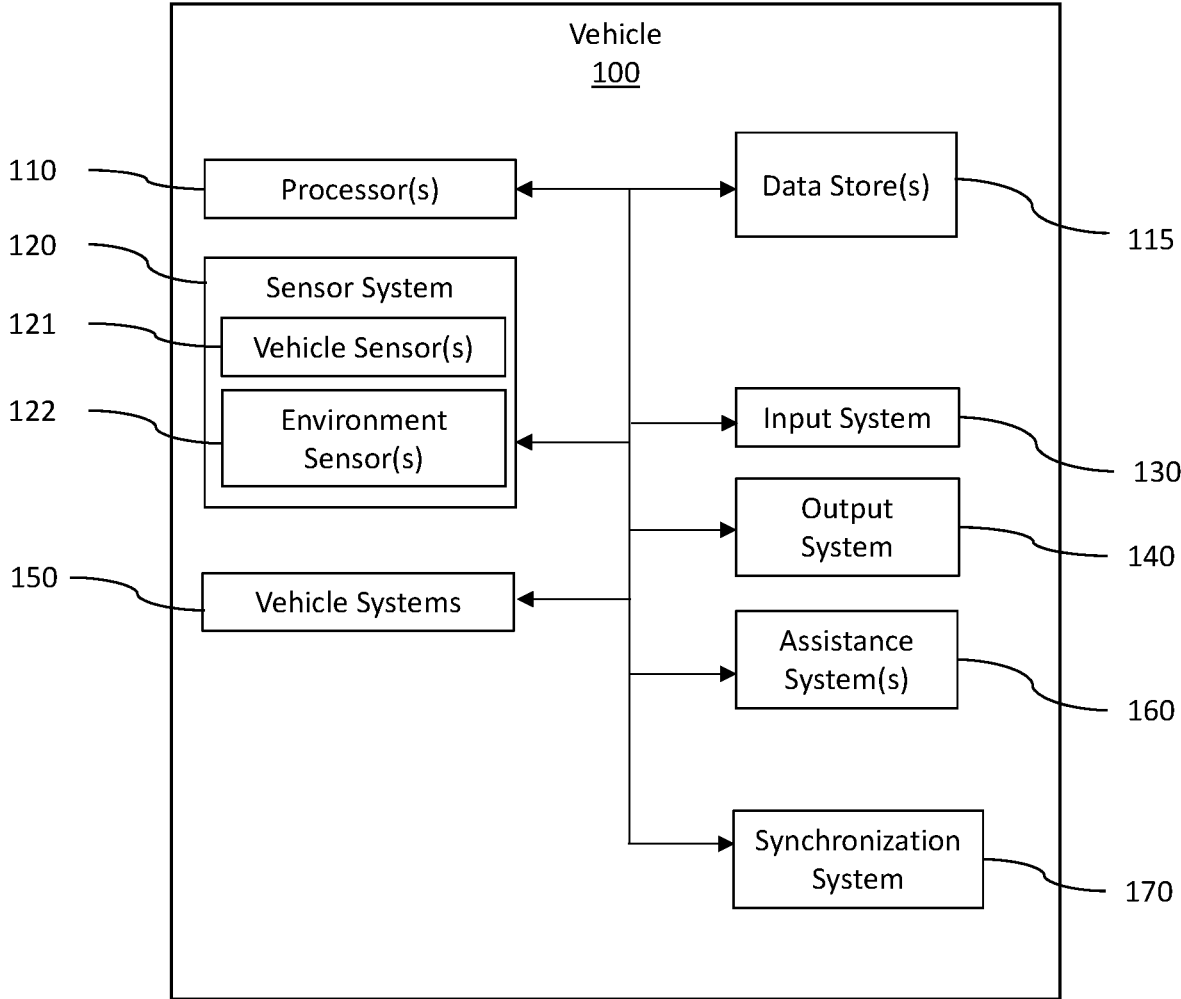 Vehicle
100
110
Processor(s)
Data Store(s)
115
120
Sensor System
121
Vehicle Sensor(s)
122
Environment
Sensor(s)
Input System
130
Output
System
140
150
Vehicle Systems
Assistance
System(s)
160
Synchronization
System
170